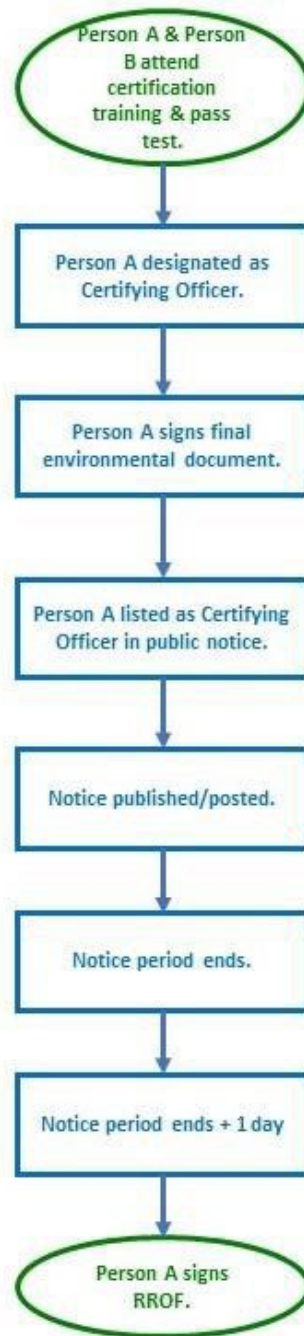 Person A & Person
B attend
certification
training & pass
test.
Person A designated as
Certifying Officer.
Person A signs final
environmental document.
Person A listed as Certifying
Officer in public notice.
Notice published/posted.
Notice period ends.
Notice period ends + 1 day
Person A signs
RROF.